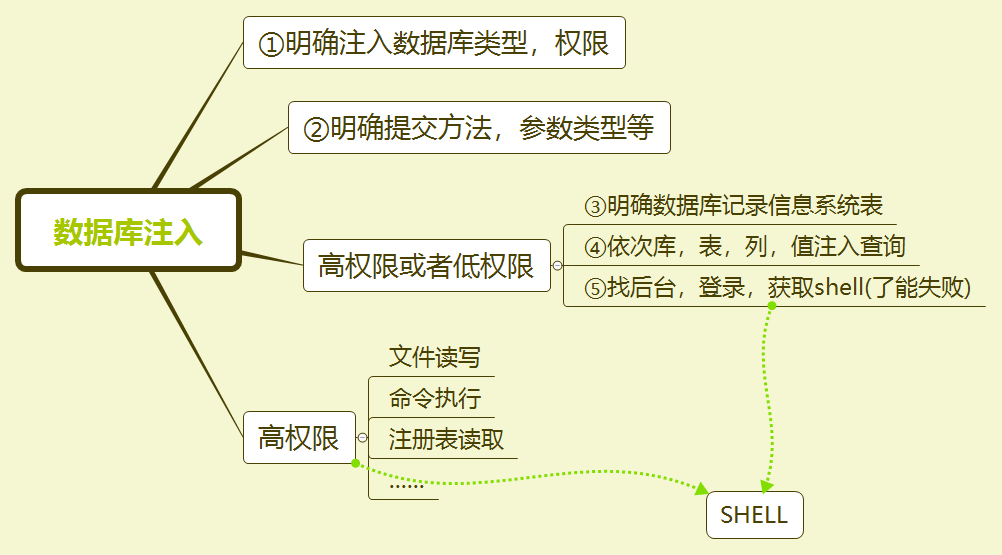 ①明确注入数据库类型，权限
②明确提交方法，参数类型等
数据库注入
高权限或者低权限
③明确数据库记录信息系统表
④依次库，表，列，值注入查询
⑤找后台，登录，获取shell(了能失败)
高权限
文件读写
命令执行
注册表读取
......
SHELL